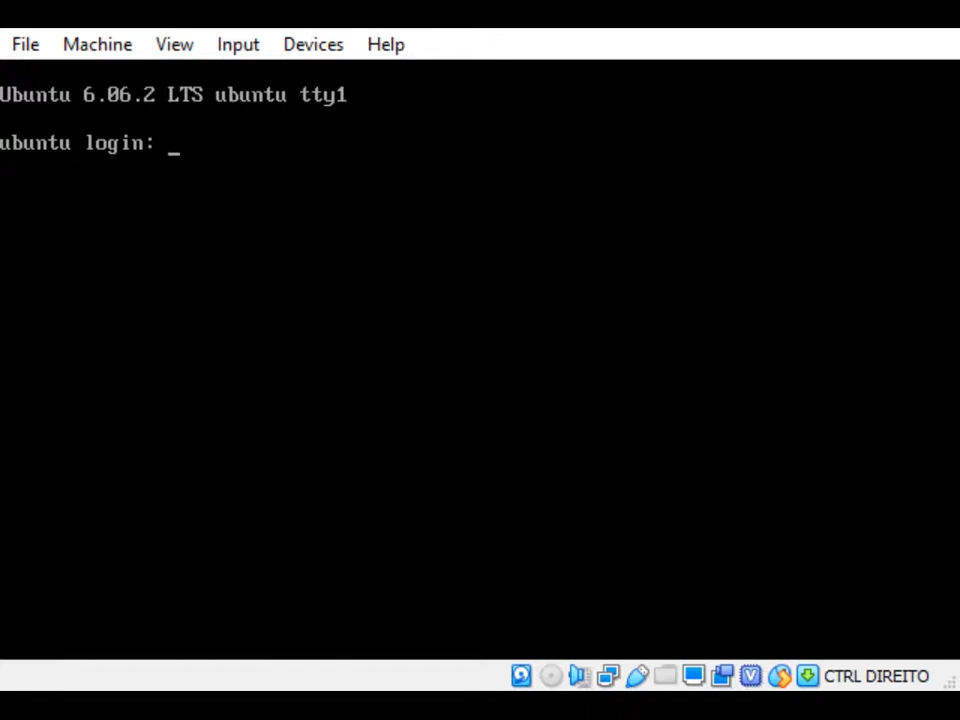 File Machine View Input Devices Help
Ubuntu 6.06.2 LTS ubuntu tty1
ubuntu login: _
CTRL DIREITO